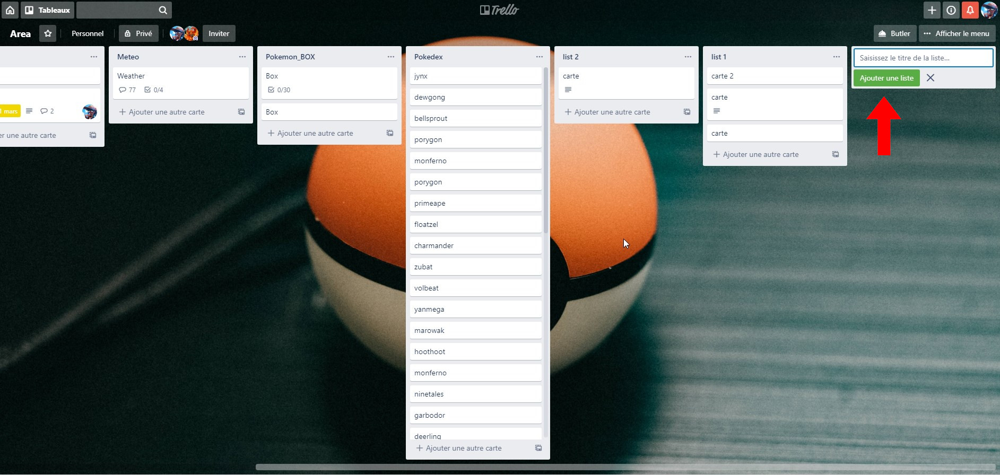 Tableaux
Trello
Area
Personnel
Privé
Inviter
Butler
Afficher le menu
mars
2
er une autre carte
Meteo
Weather
77
0/4
Ajouter une autre carte
Pokemon_BOX
Box
0/30
Box
Ajouter une autre carte
Pokedex
jynx
dewgong
bellsprout
porygon
monferno
porygon
primeape
floatzel
charmander
zubat
volbeat
yanmega
marowak
hoothoot
monferno
ninetales
garbodor
deerling
Ajouter une autre carte
list 2
carte
Ajouter une autre carte
list 1
carte 2
carte
carte
Ajouter une autre carte
Saisissez le titre de la liste…
Ajouter une liste